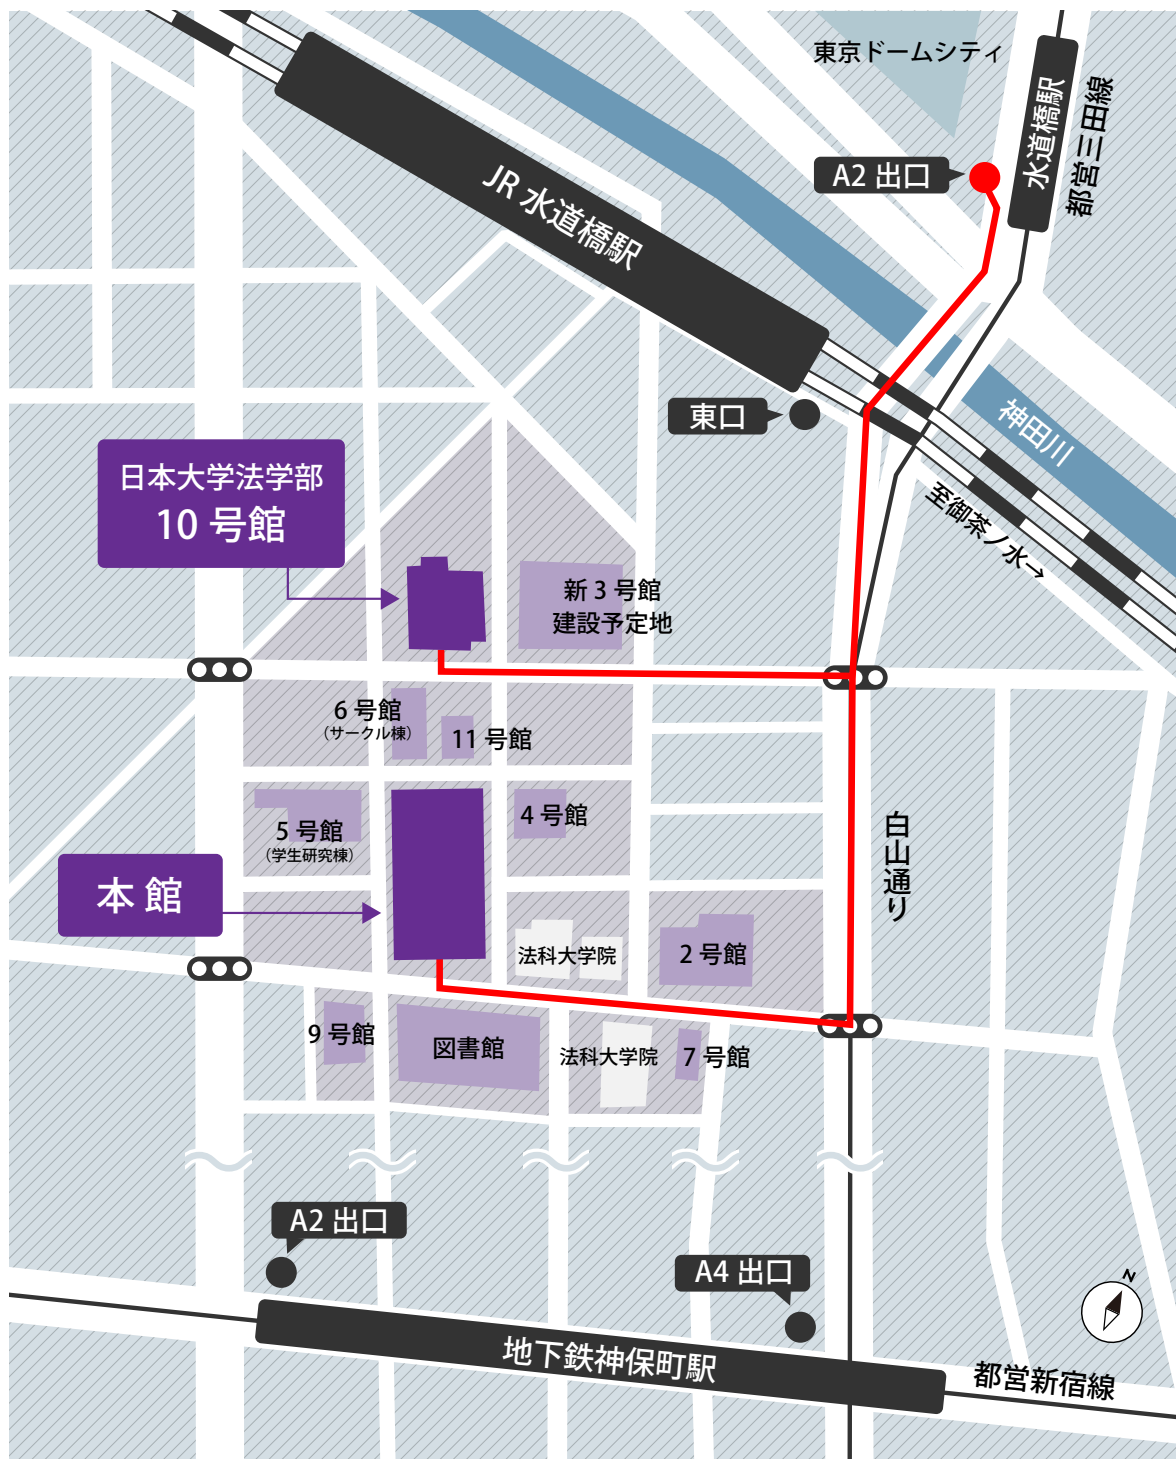 東京ドームシティ
水道橋駅
都営三田線
A2 出口
JR 水道橋駅
東口
神田川
至御茶ノ水→
日本大学法学部
10 号館
新 3 号館
建設予定地
6 号館
(サークル棟)
11 号館
5 号館
(学生研究棟)
4 号館
白山通り
本 館
法科大学院
2 号館
9 号館
図書館
法科大学院
7 号館
A2 出口
A4 出口
N
地下鉄神保町駅
都営新宿線